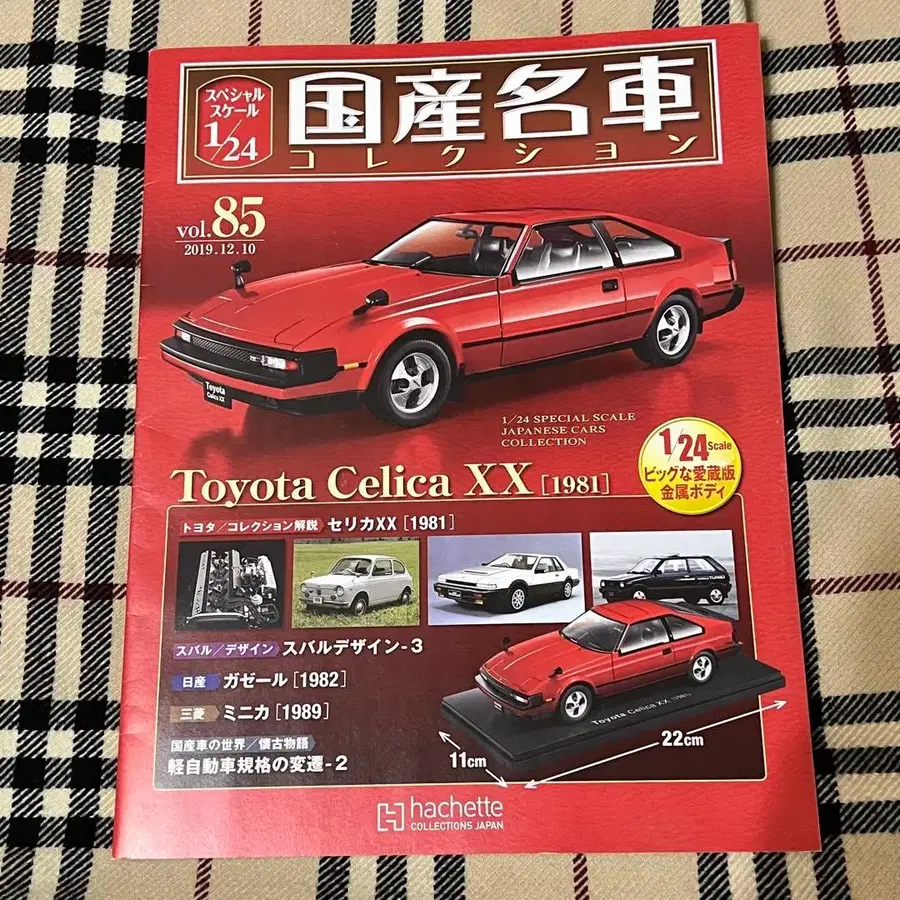 スペシャル
スケール
1/24
国産名車
コレクション
vol.85
2019.12.10
Toyota
Celica XX
1/24 SPECIAL SCALE
JAPANESE CARS
COLLECTION
1/24 Scale
ビッグな愛蔵版
金属ボディ
Toyota Celica XX [1981]
トヨタ/コレクション解説 セリカXX [1981]
TURBO
スバル/デザイン スバルデザイン-3
日産 ガゼール [1982]
三菱 ミニカ [1989]
国産車の世界/懐古物語
軽自動車規格の変遷-2
Toyota Celica XX (1981)
11cm
22cm
hachette
COLLECTIONS JAPAN